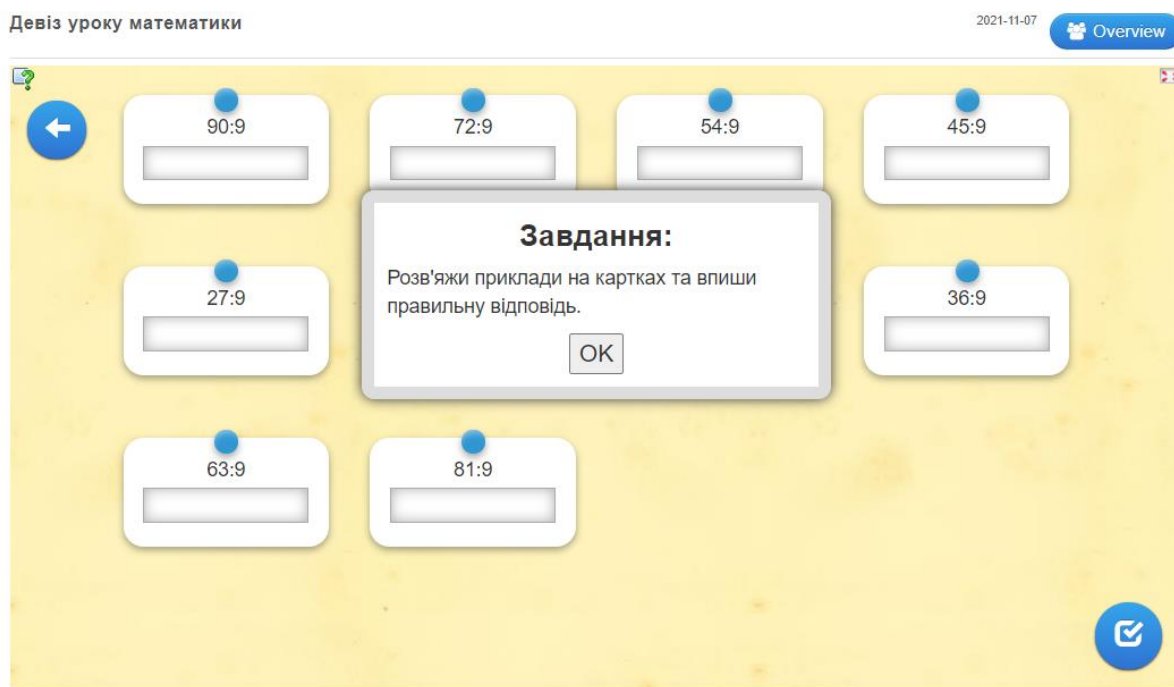 Девіз уроку математики
2021-11-07
Overview
90:9
72:9
54:9
45:9
Завдання:
Розв'яжи приклади на картках та впиши
правильну відповідь.
OK
27:9
36:9
63:9
81:9